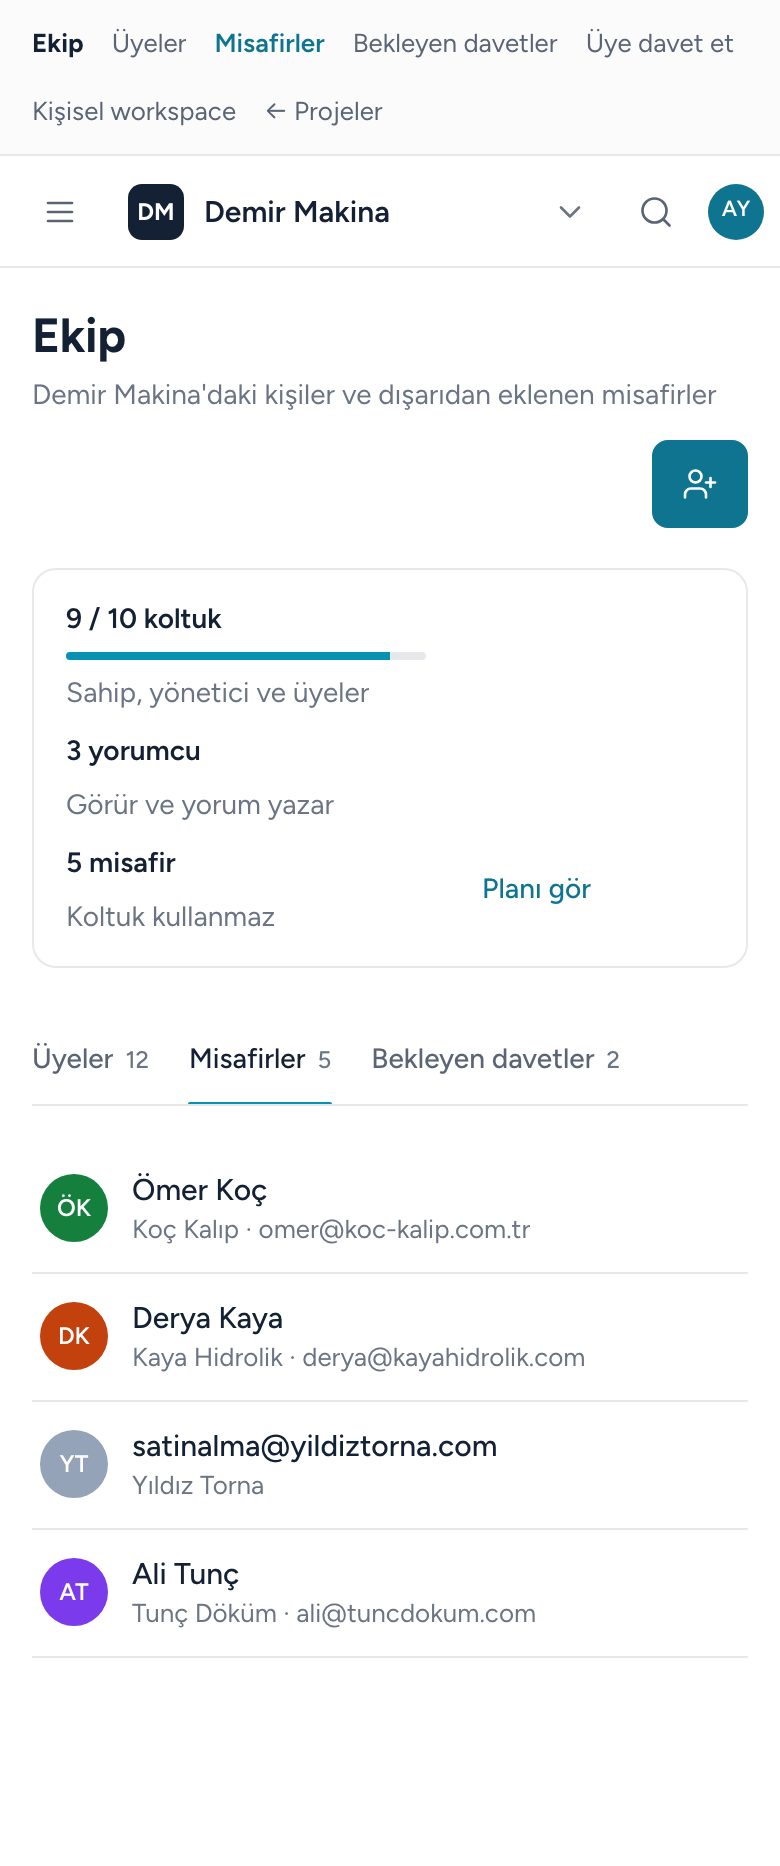 Ekip Üyeler Misafirler Bekleyen davetler Üye davet et
Kişisel workspace ← Projeler
DM Demir Makina AY
Ekip
Demir Makina'daki kişiler ve dışarıdan eklenen misafirler
9 / 10 koltuk
Sahip, yönetici ve üyeler
3 yorumcu
Görür ve yorum yazar
5 misafir
Koltuk kullanmaz
Planı gör
Üyeler 12 Misafirler 5 Bekleyen davetler 2
ÖK Ömer Koç
Koç Kalıp · omer@koc-kalip.com.tr
DK Derya Kaya
Kaya Hidrolik · derya@kayahidrolik.com
YT satinalma@yildiztorna.com
Yıldız Torna
AT Ali Tunç
Tunç Döküm · ali@tuncdokum.com